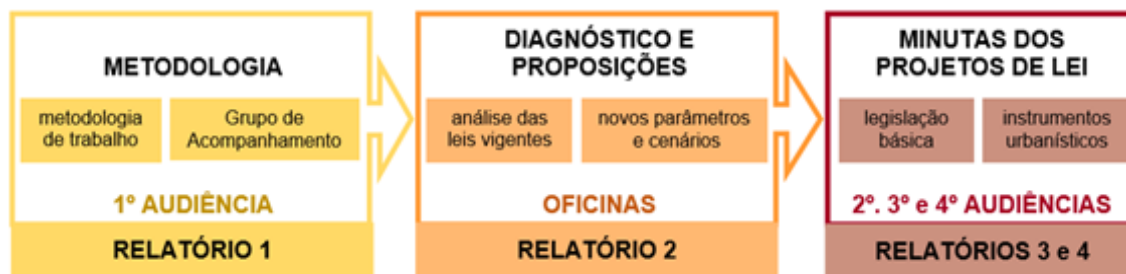 METODOLOGIA
metodologia
de trabalho
Grupo de
Acompanhamento
1º AUDIÊNCIA
RELATÓRIO 1
DIAGNÓSTICO E
PROPOSIÇÕES
análise das
leis vigentes
novos parâmetros
e cenários
OFICINAS
RELATÓRIO 2
MINUTAS DOS
PROJETOS DE LEI
legislação
básica
instrumentos
urbanísticos
2º. 3º e 4º AUDIÊNCIAS
RELATÓRIOS 3 e 4